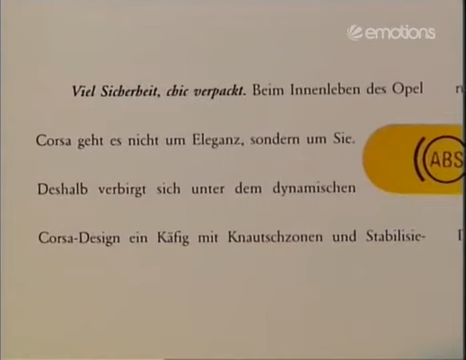 emotions
Viel Sicherheit, chic verpackt. Beim Innenleben des Opel
Corsa geht es nicht um Eleganz, sondern um Sie.
ABS
Deshalb verbirgt sich unter dem dynamischen
Corsa-Design ein Käfig mit Knautschzonen und Stabilisie-